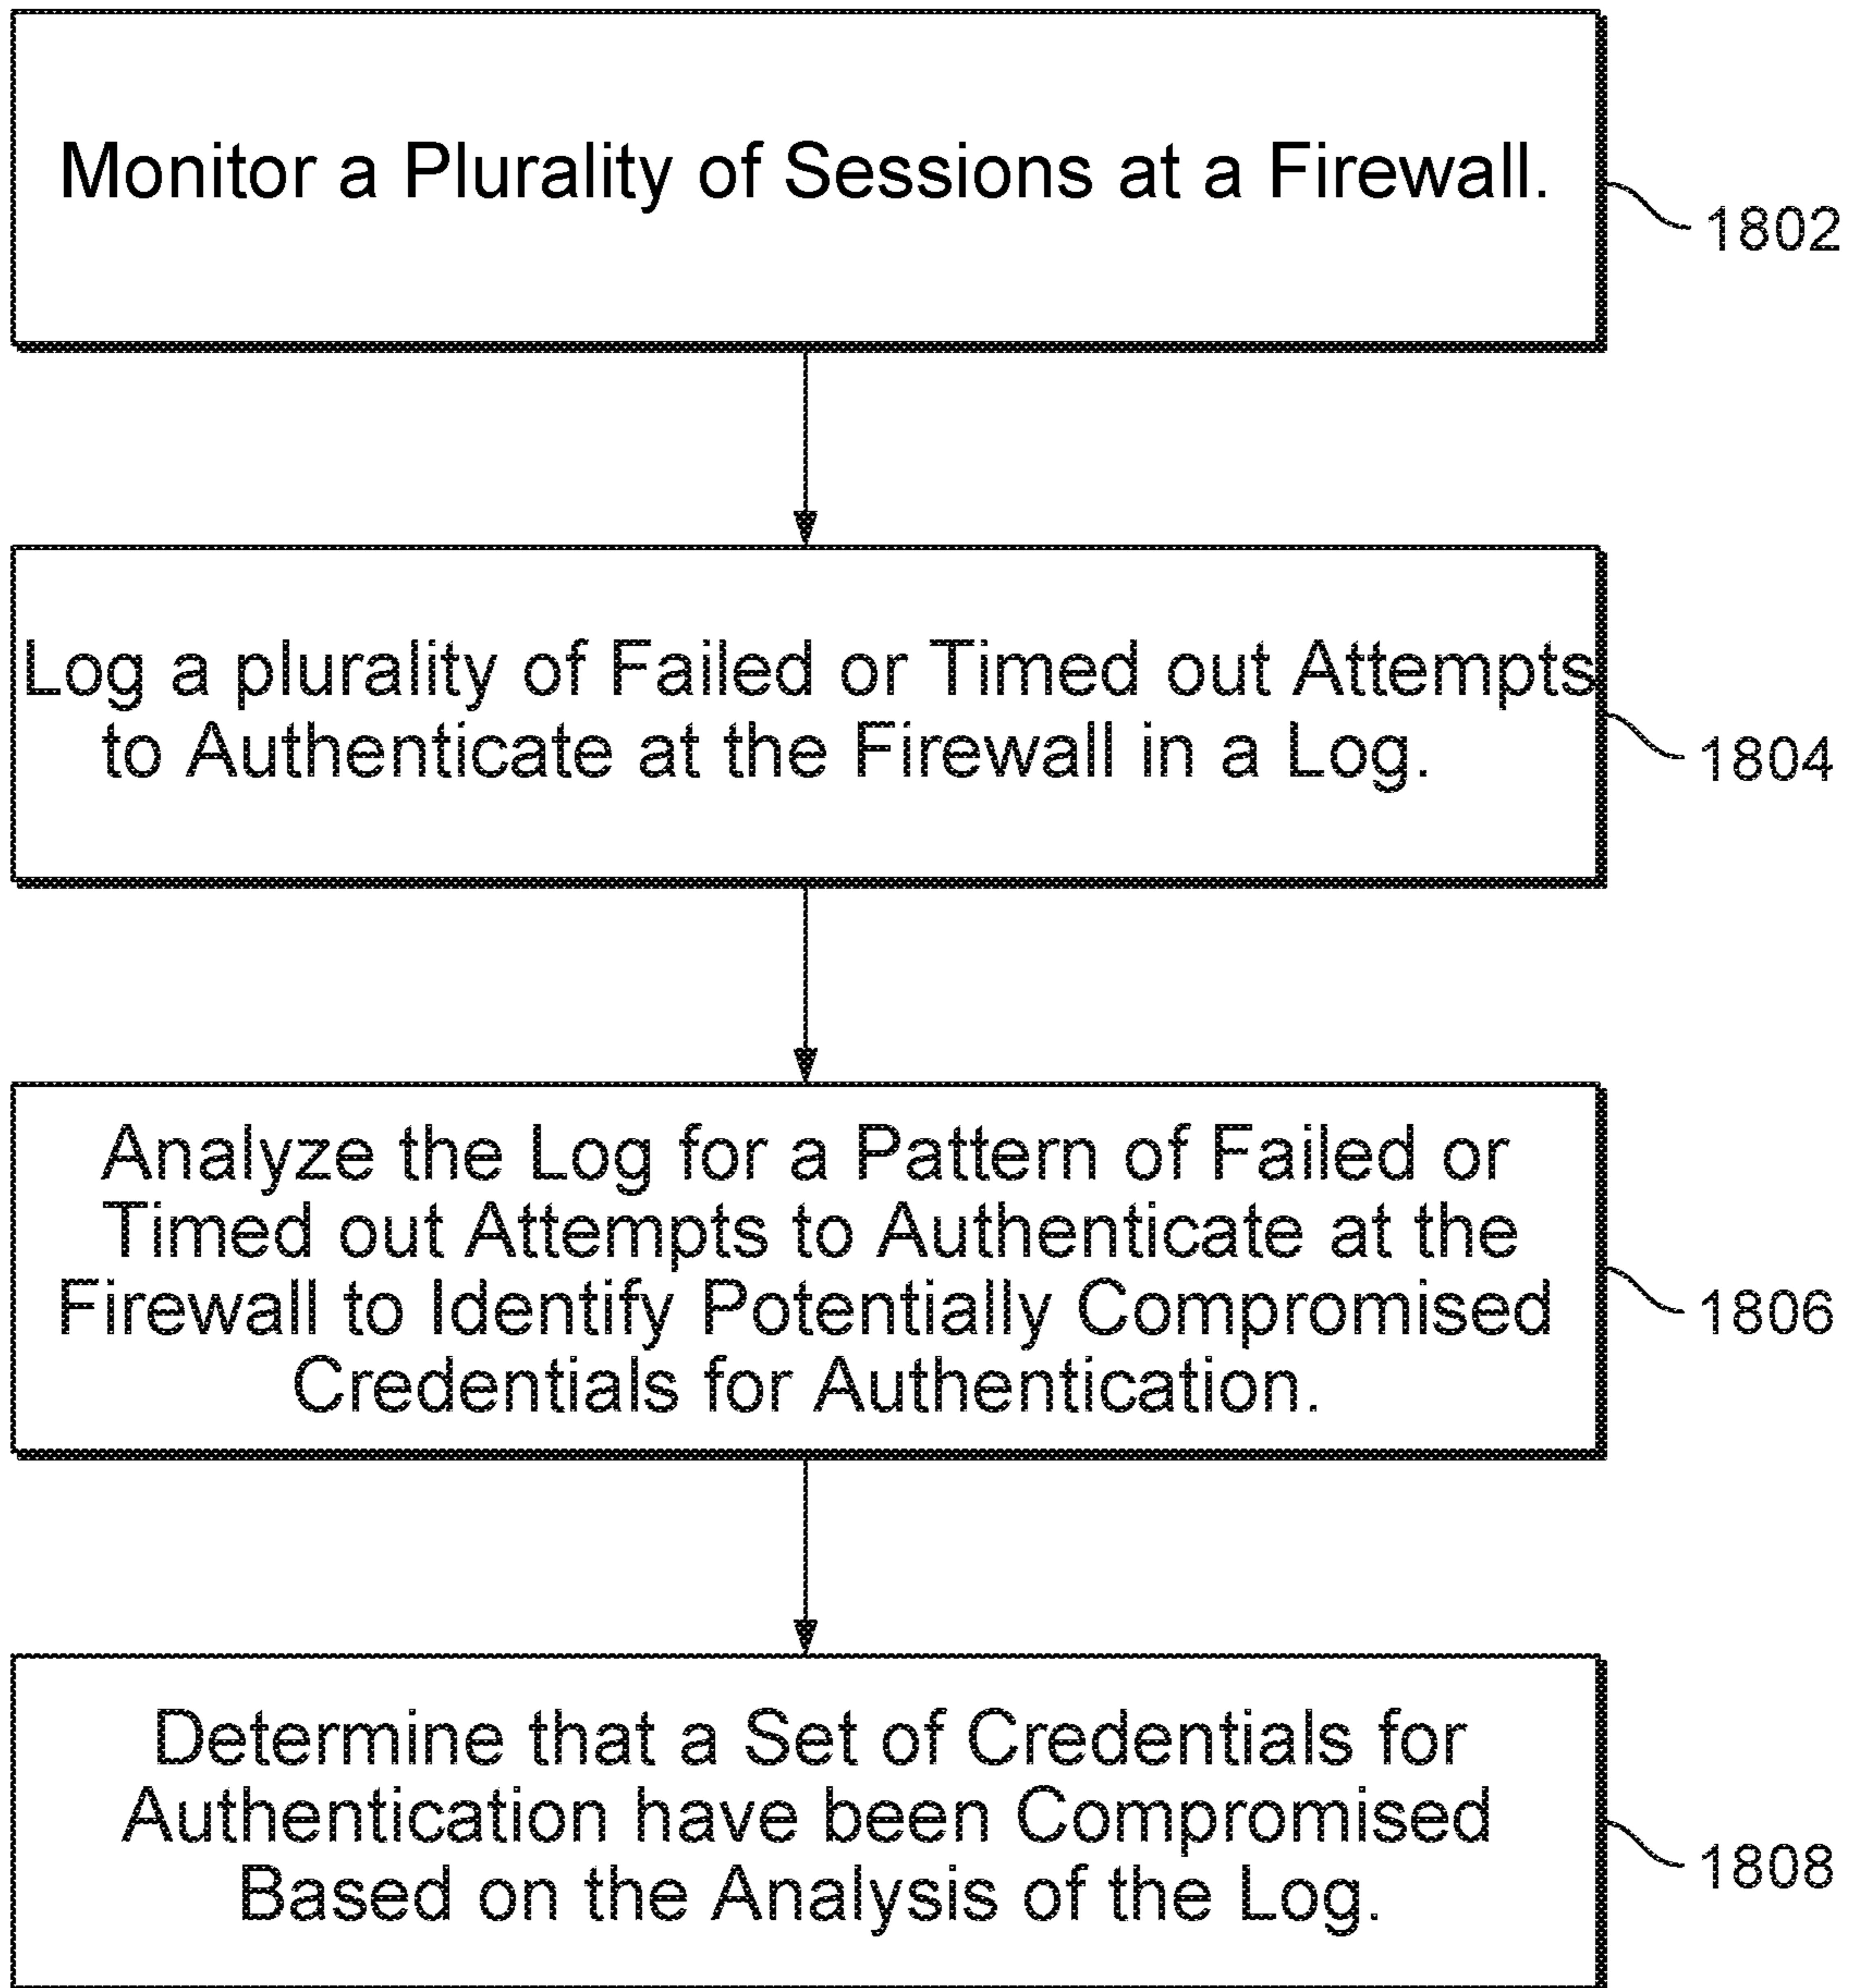 Monitor a Plurality of Sessions at a Firewall.
1802
Log a plurality of Failed or Timed out Attempts
to Authenticate at the Firewall in a Log.
1804
Analyze the Log for a Pattern of Failed or
Timed out Attempts to Authenticate at the
Firewall to Identify Potentially Compromised
Credentials for Authentication.
1806
Determine that a Set of Credentials for
Authentication have been Compromised
Based on the Analysis of the Log.
1808